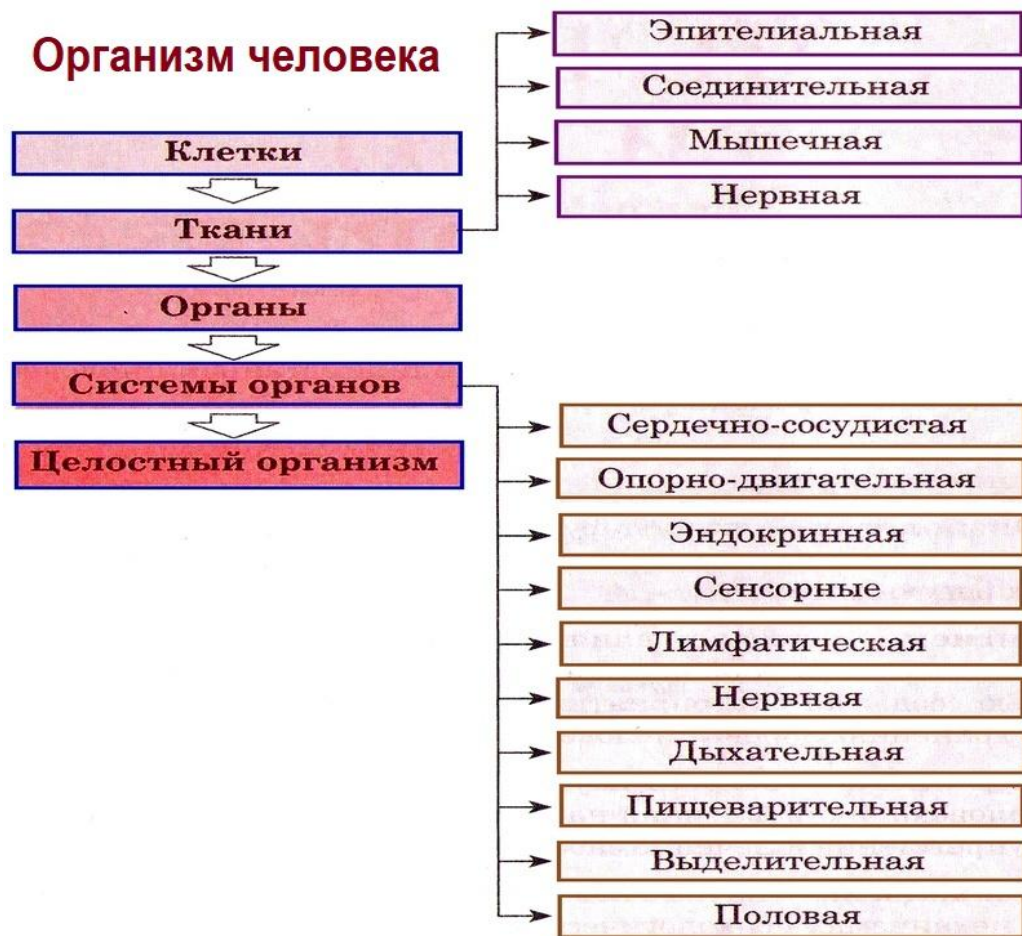 Организм человека
Клетки
Ткани
Органы
Системы органов
Целостный организм
Эпителиальная
Соединительная
Мышечная
Нервная
Сердечно-сосудистая
Опорно-двигательная
Эндокринная
Сенсорные
Лимфатическая
Нервная
Дыхательная
Пищеварительная
Выделительная
Половая